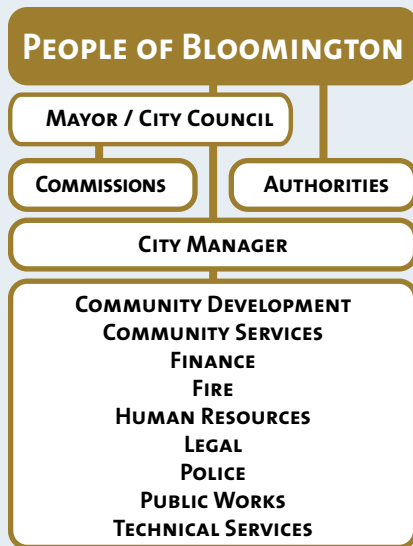 PEOPLE OF BLOOMINGTON
MAYOR / CITY COUNCIL
COMMISSIONS
AUTHORITIES
CITY MANAGER
COMMUNITY DEVELOPMENT
COMMUNITY SERVICES
FINANCE
FIRE
HUMAN RESOURCES
LEGAL
POLICE
PUBLIC WORKS
TECHNICAL SERVICES